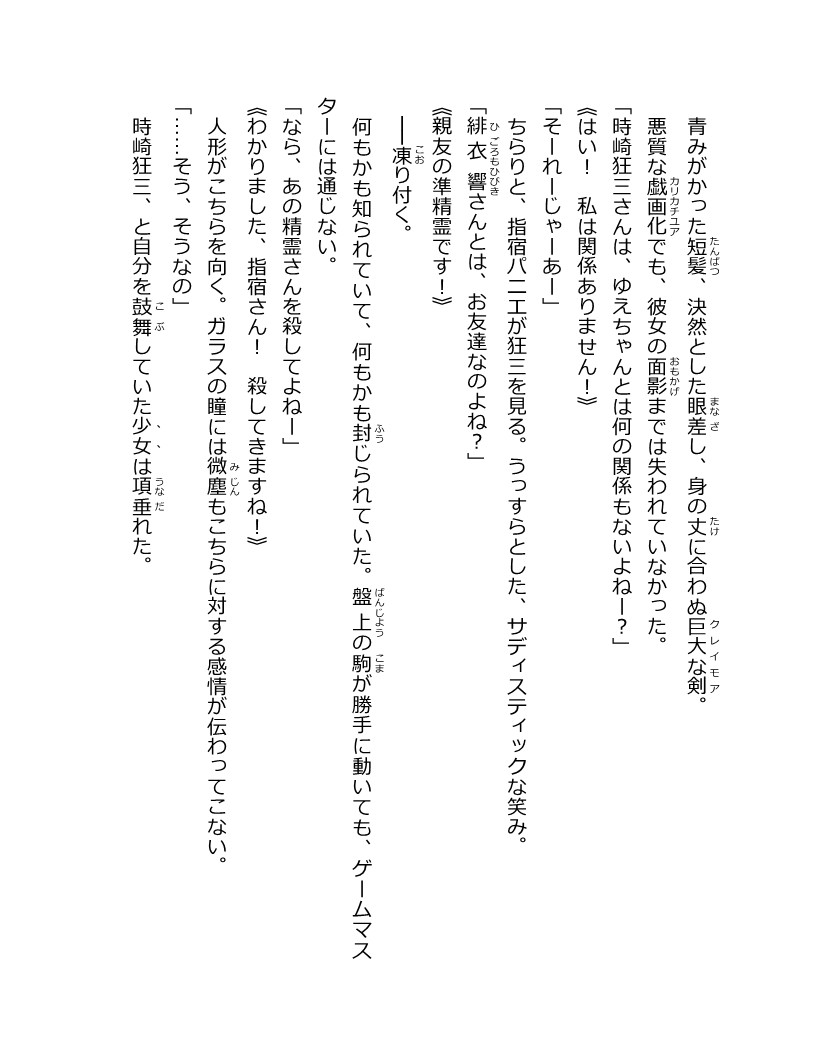 青みがかった短髪、決然とした眼差し、身の丈に合わぬ巨大な剣。
悪質な戯画化でも、彼女の面影までは失われていなかった。
「時崎狂三さんは、ゆえちゃんとは何の関係もないよねー？」
《はい！　私は関係ありません！》
「そーれーじゃーあー」
ちらりと、指宿パニエが狂三を見る。うっすらとした、サディスティックな笑み。
「緋衣響さんとは、お友達なのよね？」
《親友の準精霊です！》
──凍り付く。
何もかも知られていて、何もかも封じられていた。盤上の駒が勝手に動いても、ゲームマス
ターには通じない。
「なら、あの精霊さんを殺してよねー」
《わかりました、指宿さん！　殺してきますね！》
人形がこちらを向く。ガラスの瞳には微塵もこちらに対する感情が伝わってこない。
「……そう、そうなの」
時崎狂三、と自分を鼓舞していた少女は項垂れた。